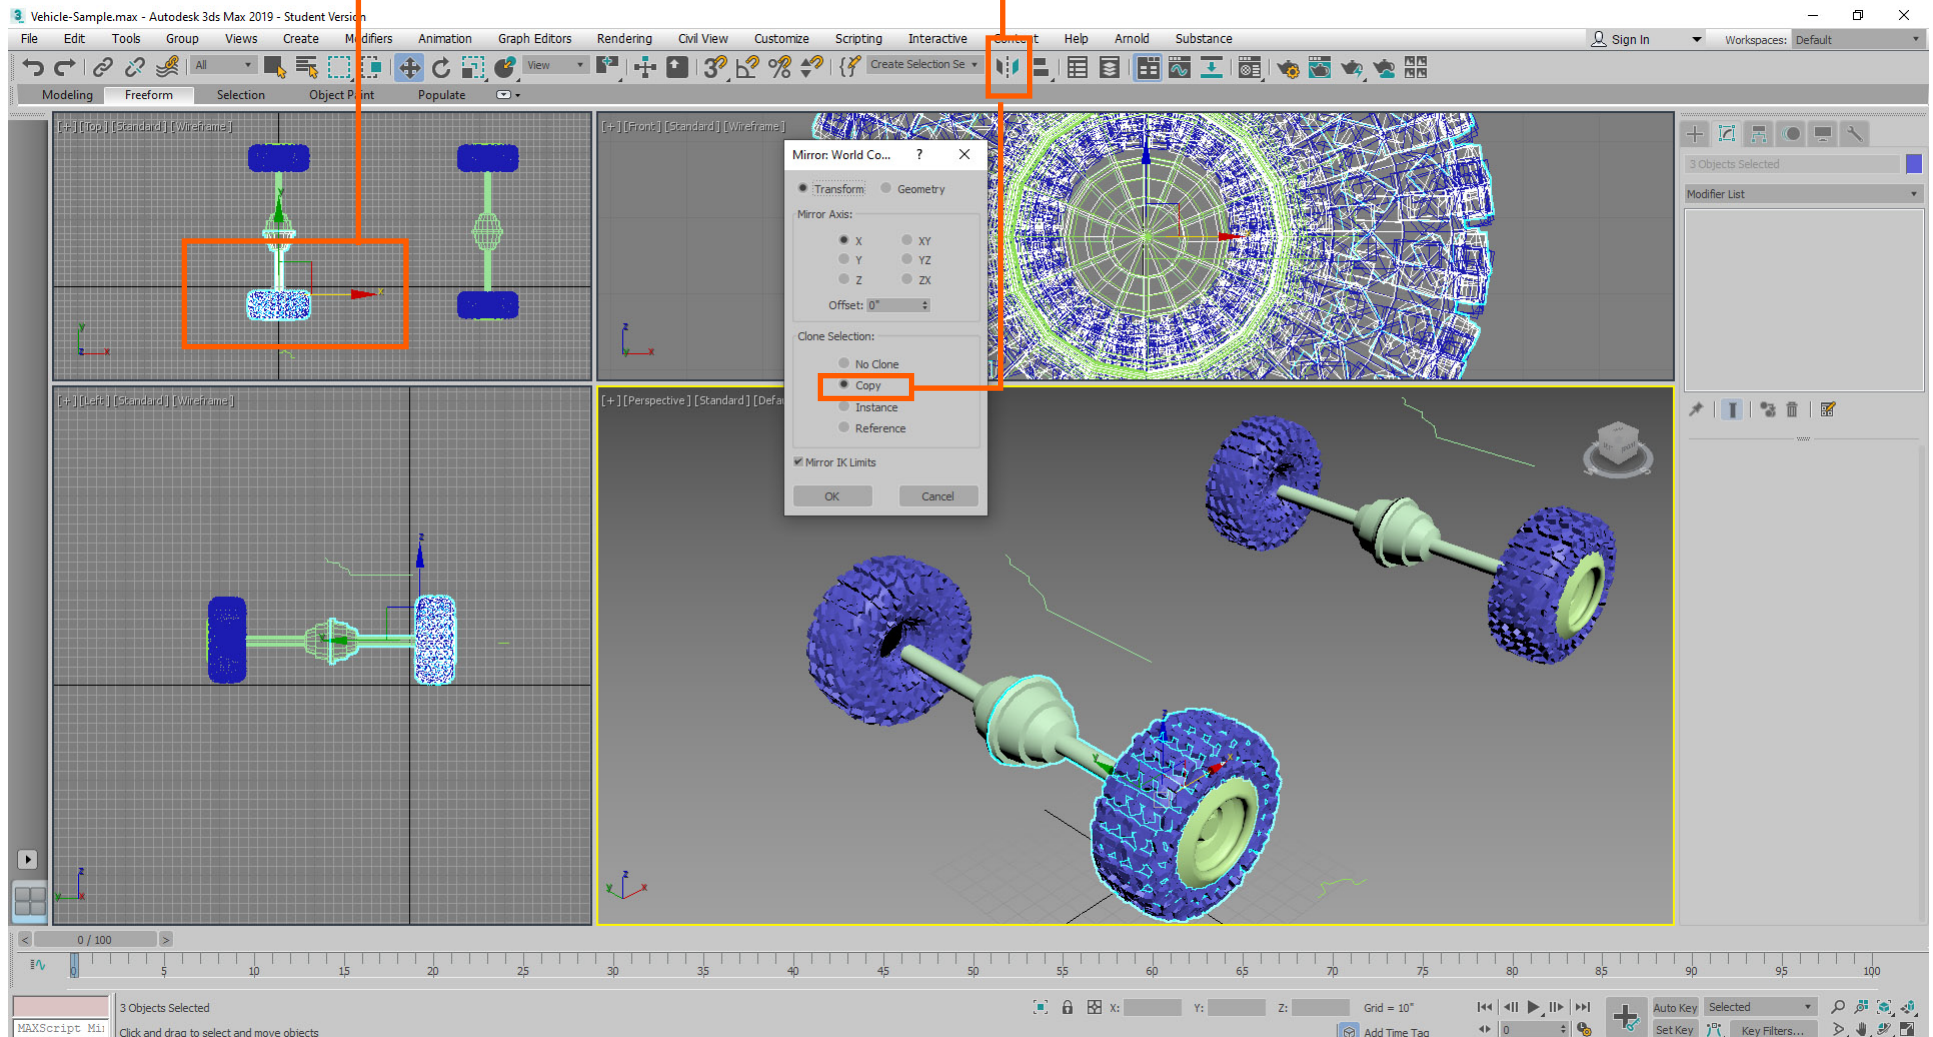 3 Vehicle-Sample.max - Autodesk 3ds Max 2019 - Student Version
File Edit Tools Group Views Create Modifiers Animation Graph Editors Rendering Civil View Customize Scripting Interactive Content Help Arnold Substance Sign In Workspaces: Default
All View Create Selection Se
Modeling Freeform Selection Object Paint Populate
[+] [Top] [Standard] [Wireframe]
[+] [Front] [Standard] [Wireframe]
Mirror: World Co... ?
Transform Geometry
Mirror Axis:
X XY
Y YZ
Z ZX
Offset: 0"
Clone Selection:
No Clone
Copy
Instance
Reference
Mirror IK Limits
OK Cancel
3 Objects Selected
Modifier List
[+] [Left] [Standard] [Wireframe]
[+] [Perspective] [Standard] [Defau
0 / 100
0 5 10 15 20 25 30 35 40 45 50 55 60 65 70 75 80 85 90 95 100
3 Objects Selected X: Y: Z: Grid = 10" Auto Key Selected
MAXScript Mi Click and drag to select and move objects Add Time Tag 0 Set Key Key Filters...